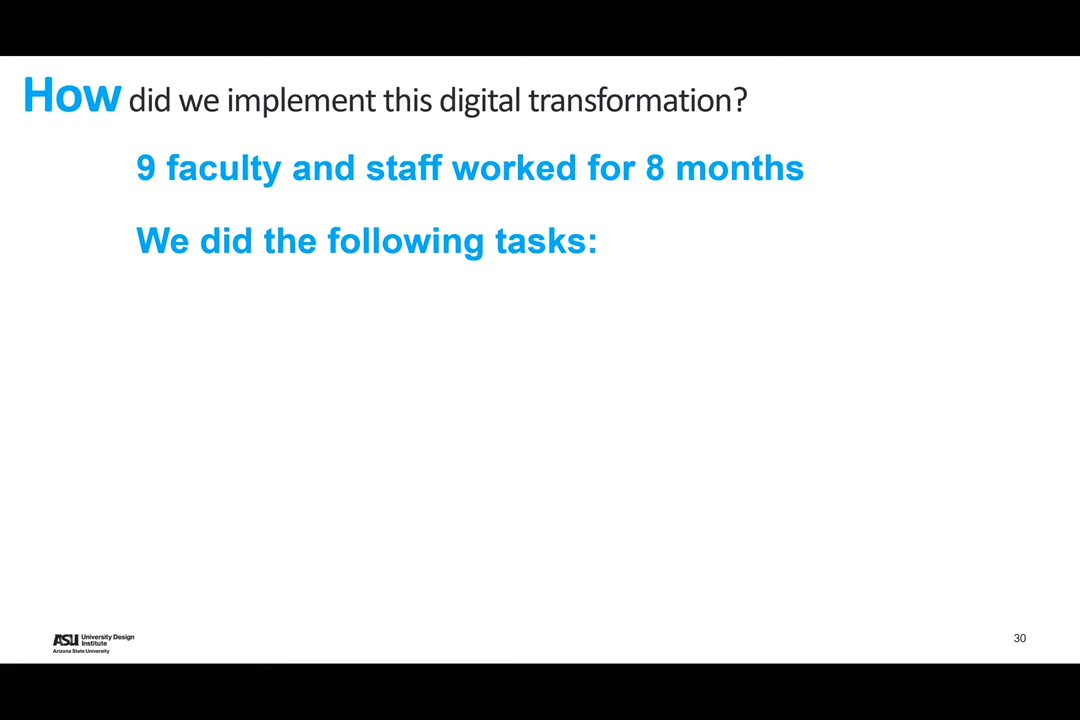 How did we implement this digital transformation?
9 faculty and staff worked for 8 months
We did the following tasks:
ASU University Design
Institute
Arizona State University
30